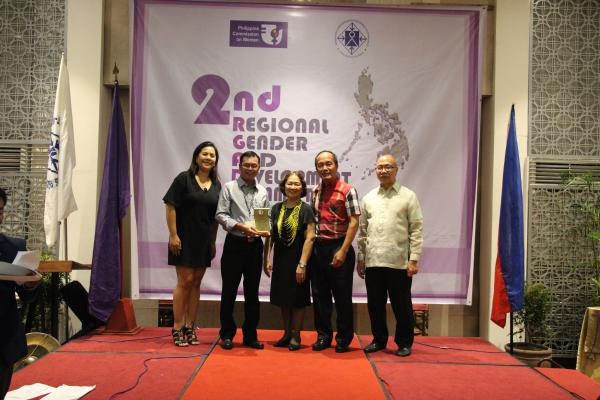 Philippine
Commission
on Women
2nd
REGIONAL
GENDER
AND
DEVELOPMENT